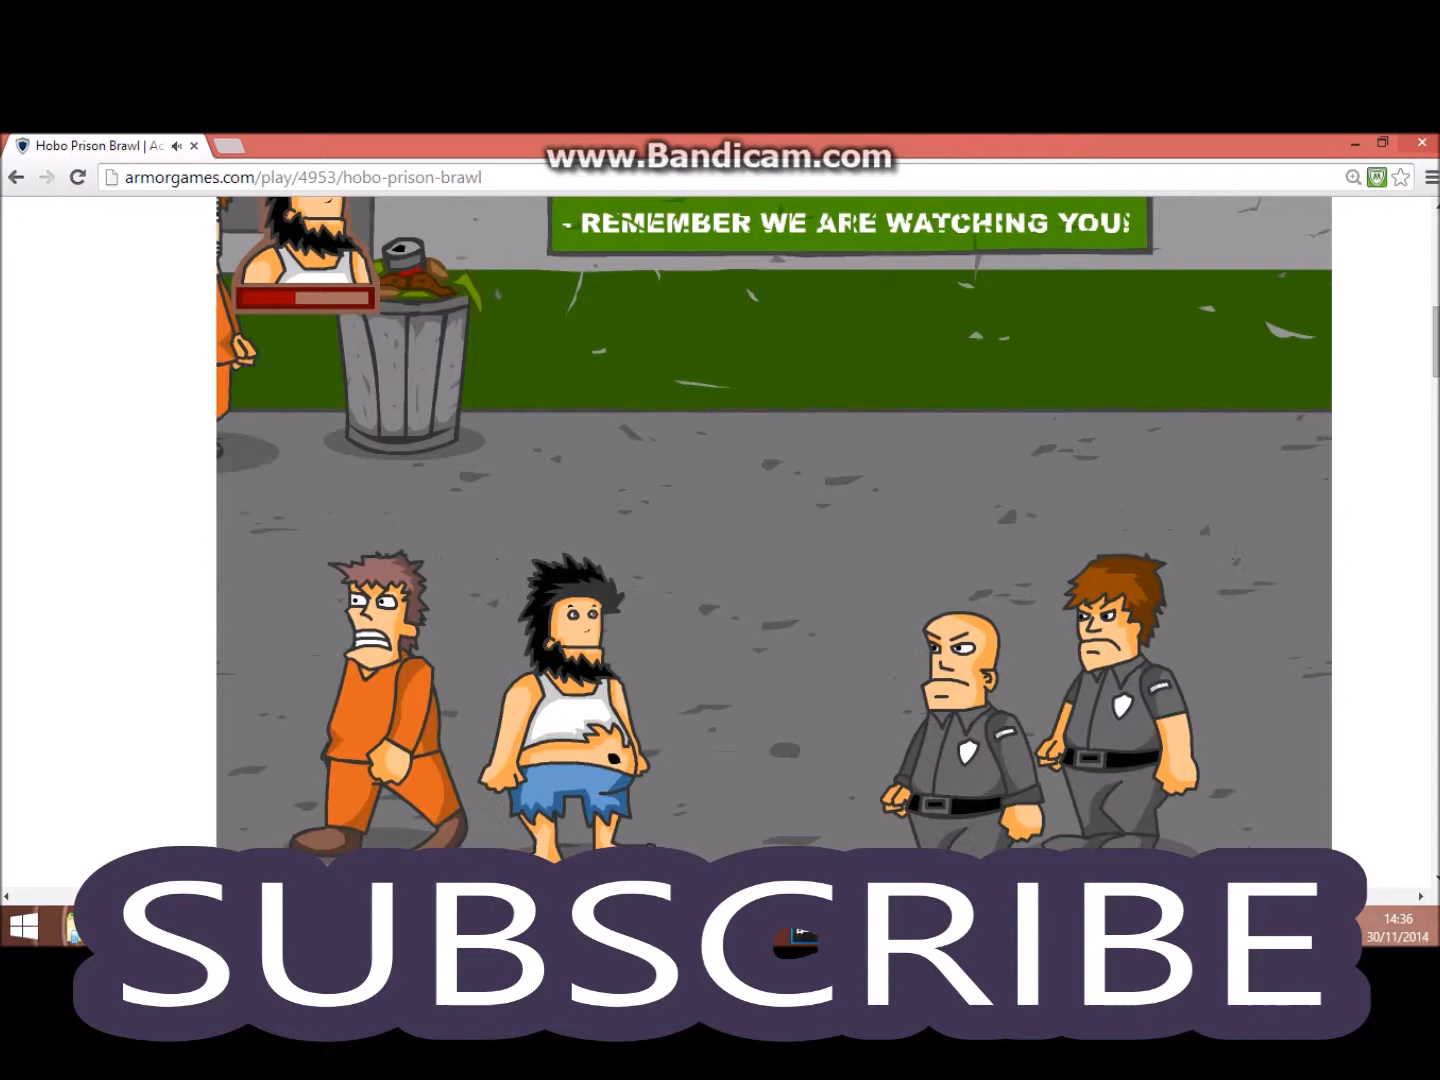 Hobo Prison Brawl | Ac
www.Bandicam.com
armorgames.com/play/4953/hobo-prison-brawl
- REMEMBER WE ARE WATCHING YOU!
SUBSCRIBE
14:36
30/11/2014